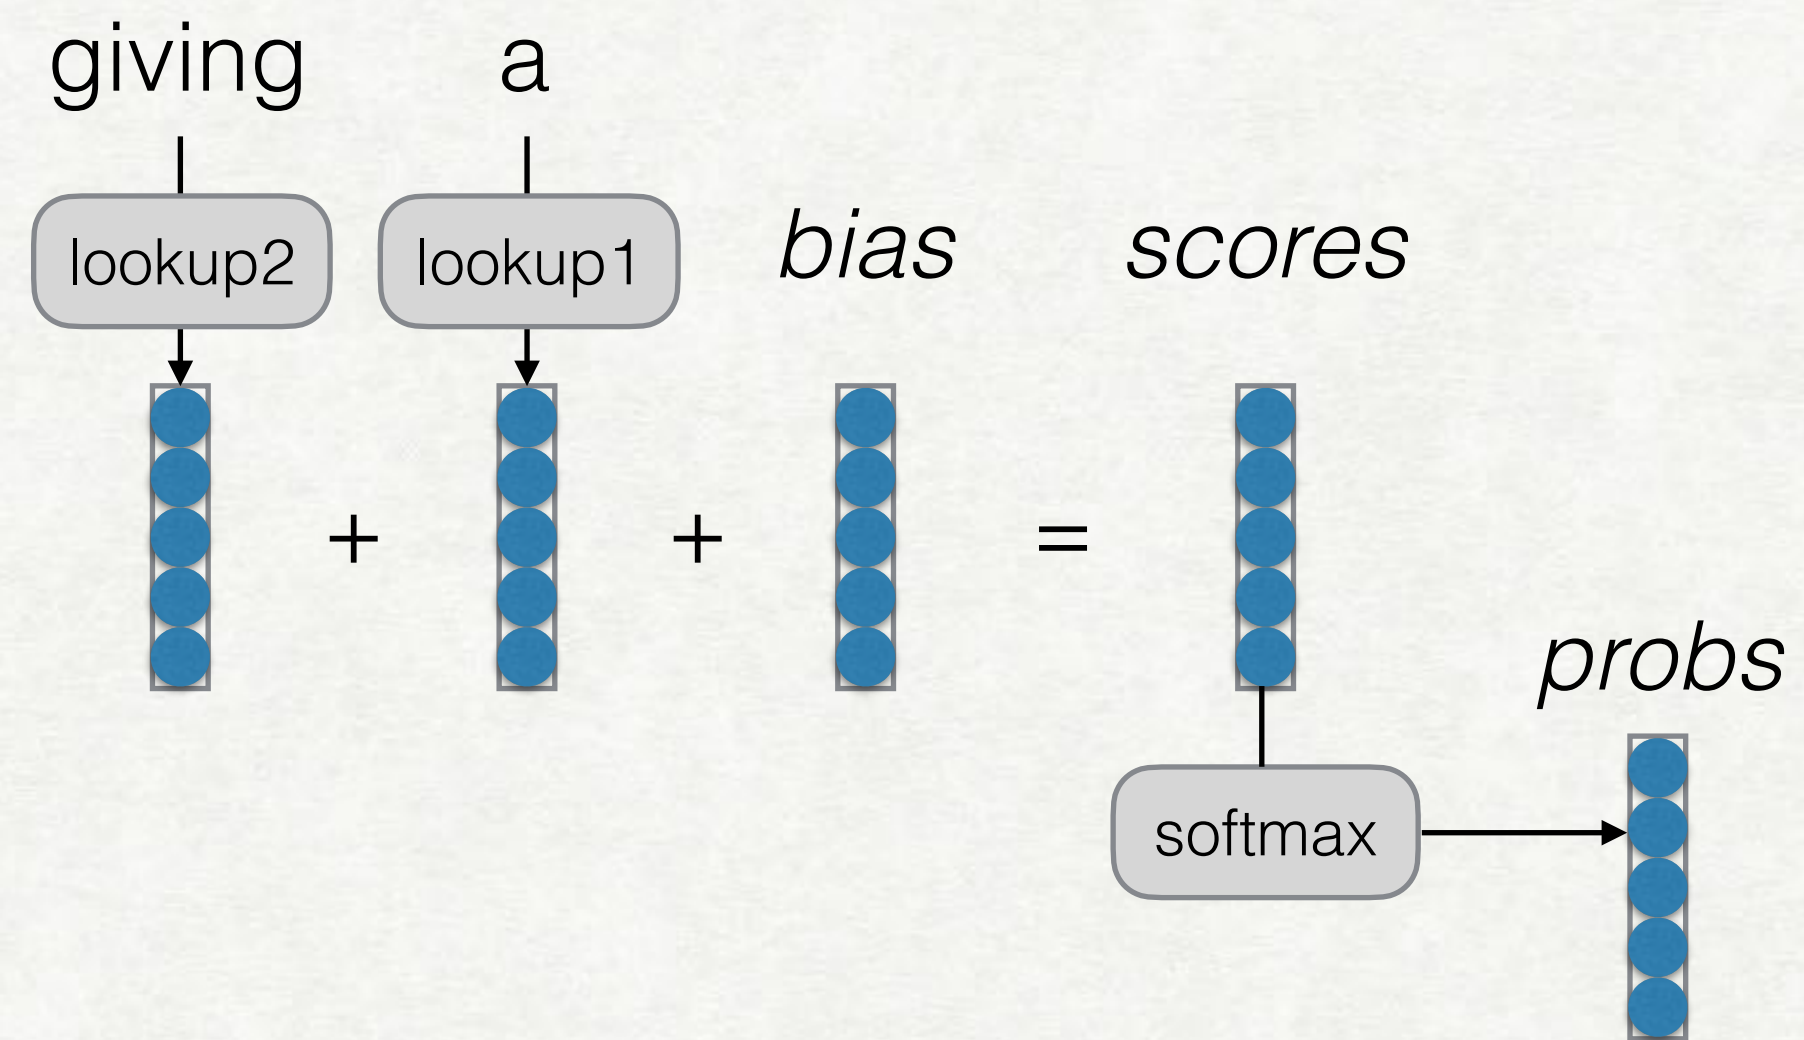 giving a
lookup2 lookup1 bias scores
+ + =
probs
softmax